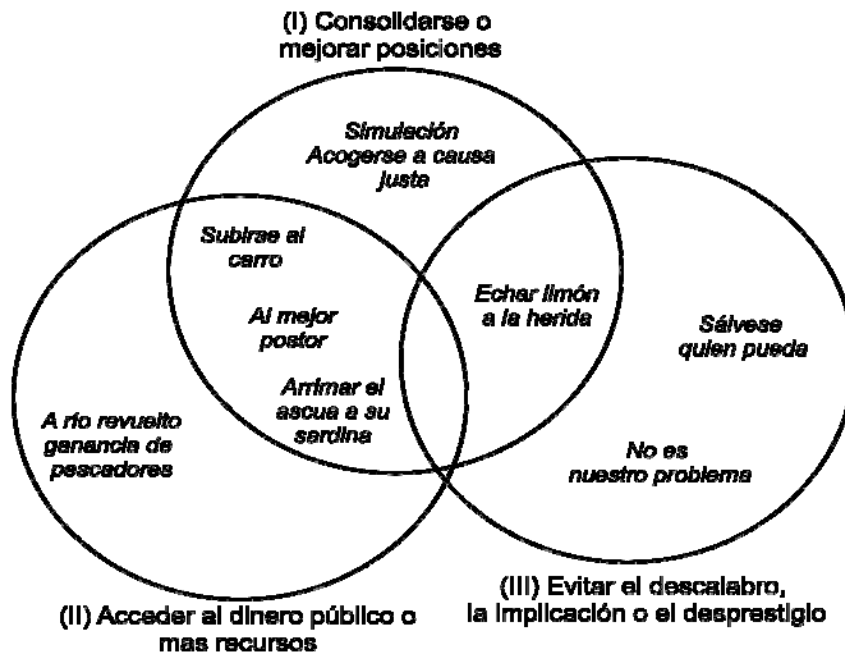 (I) Consolidarse o
mejorar posiciones
Simulación
Acogerse a causa
justa
Subirse al
carro
Al mejor
postor
Arrimar el
ascua a su
sardina
Echar limón
a la herida
Sálvese
quien pueda
A río revuelto
ganancia de
pescadores
No es
nuestro problema
(II) Acceder al dinero público o
mas recursos
(III) Evitar el descalabro,
la implicación o el desprestigio